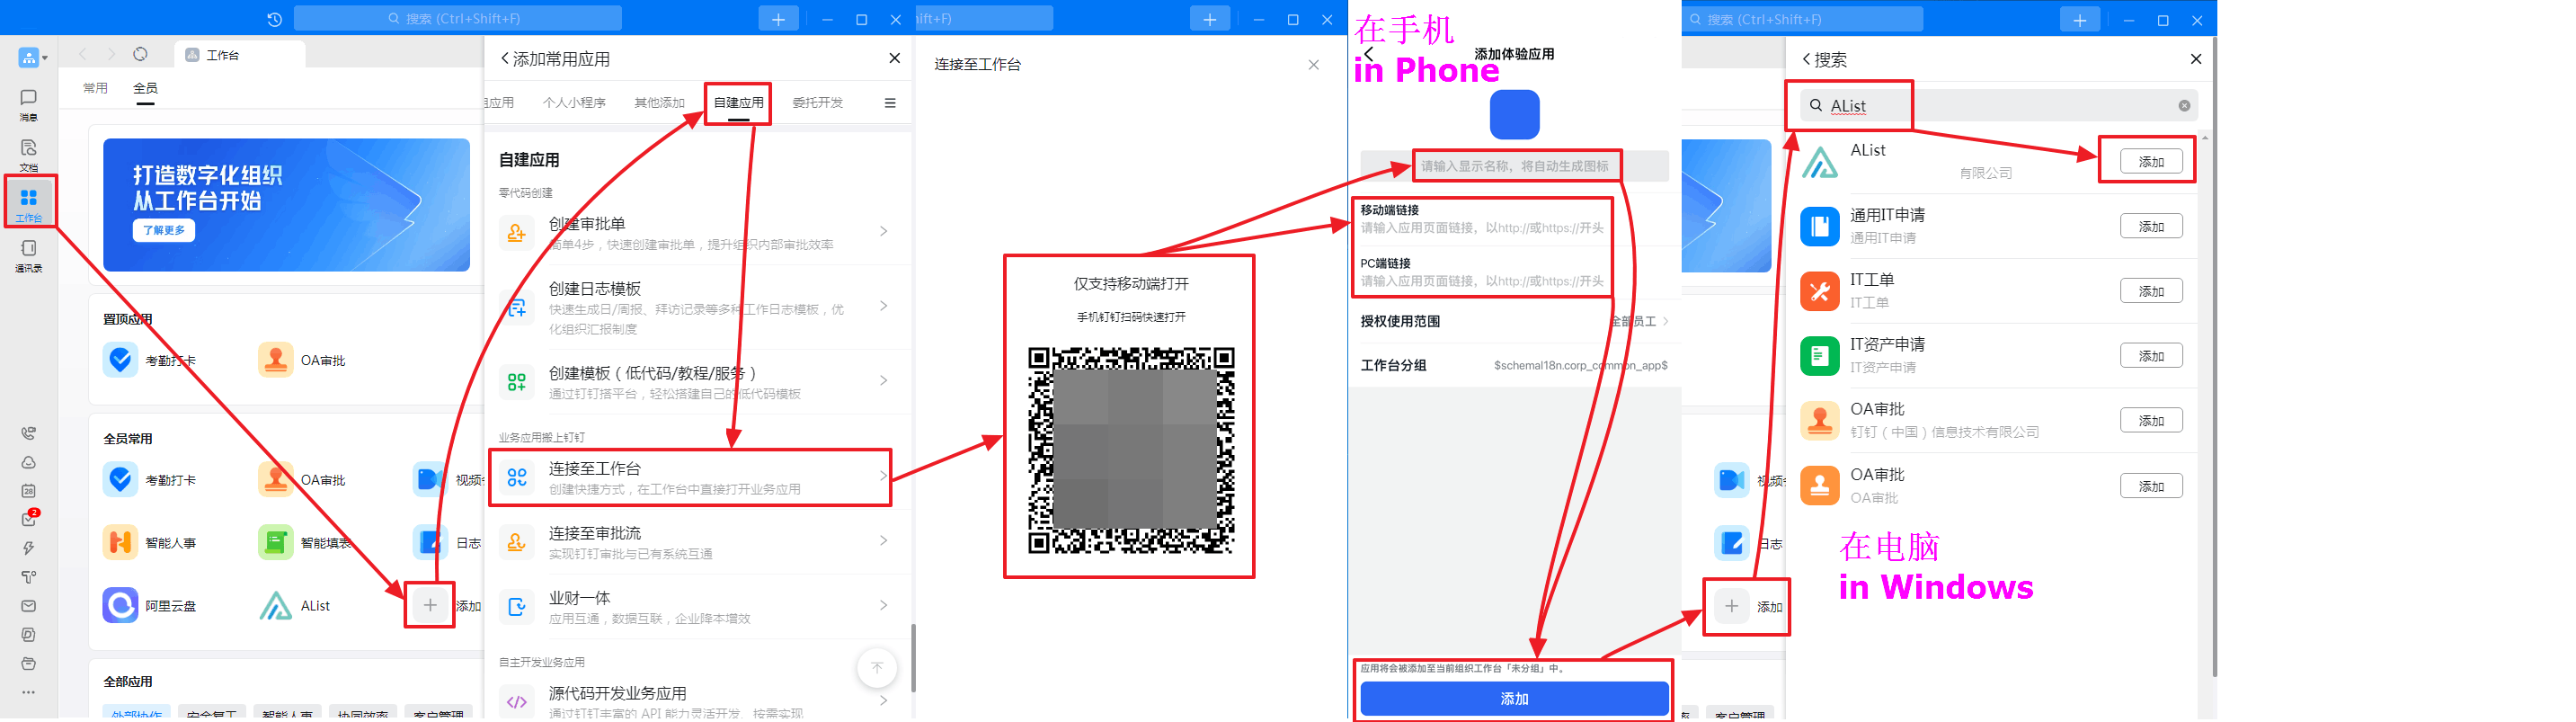 搜索 (Ctrl+Shift+F)
工作台
消息
文档
工作台
通讯录
28
2
常用
全员
打造数字化组织
从工作台开始
了解更多
置顶应用
考勤打卡
OA审批
全员常用
考勤打卡
OA审批
视频会
智能人事
智能填表
日志
阿里云盘
AList
添加
全部应用
外部协作
安全复工
智能人事
协同效率
客户管理
添加常用应用
组应用
个人小程序
其他添加
自建应用
委托开发
自建应用
零代码创建
创建审批单
简单4步，快速创建审批单，提升组织内部审批效率
创建日志模板
快速生成日/周报、拜访记录等多种工作日志模板，优
化组织汇报制度
创建模板（低代码/教程/服务）
通过钉钉搭平台，轻松搭建自己的低代码模板
业务应用搬上钉钉
连接至工作台
创建快捷方式，在工作台中直接打开业务应用
连接至审批流
实现钉钉审批与已有系统互通
业财一体
应用互通，数据互联，企业降本增效
自主开发业务应用
源代码开发业务应用
通过钉钉丰富的 API 能力灵活开发、按需实现
hift+F)
连接至工作台
仅支持移动端打开
手机钉钉扫码快速打开
在手机
in Phone
添加体验应用
请输入显示名称，将自动生成图标
移动端链接
请输入应用页面链接，以http://或https://开头
PC端链接
请输入应用页面链接，以http://或https://开头
授权使用范围
全部员工
工作台分组
$schemal18n.corp_common_app$
应用将会被添加至当前组织工作台「未分组」中。
添加
搜索 (Ctrl+Shift+F)
视频会
日志
添加
客户管理
搜索
AList
AList
有限公司
添加
通用IT申请
通用IT申请
添加
IT工单
IT工单
添加
IT资产申请
IT资产申请
添加
OA审批
钉钉（中国）信息技术有限公司
添加
OA审批
OA审批
添加
在电脑
in Windows